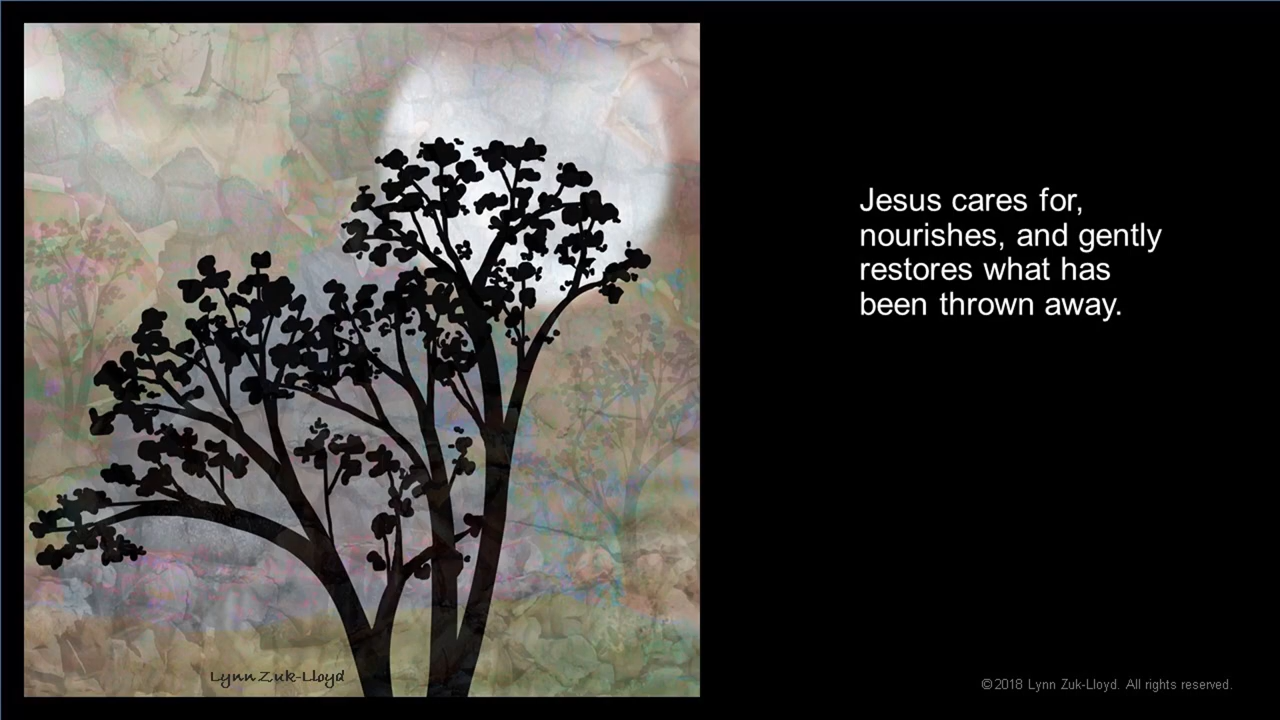 Jesus cares for,
nourishes, and gently
restores what has
been thrown away.
Lynn Zuk-Lloyd
©2018 Lynn Zuk-Lloyd. All rights reserved.